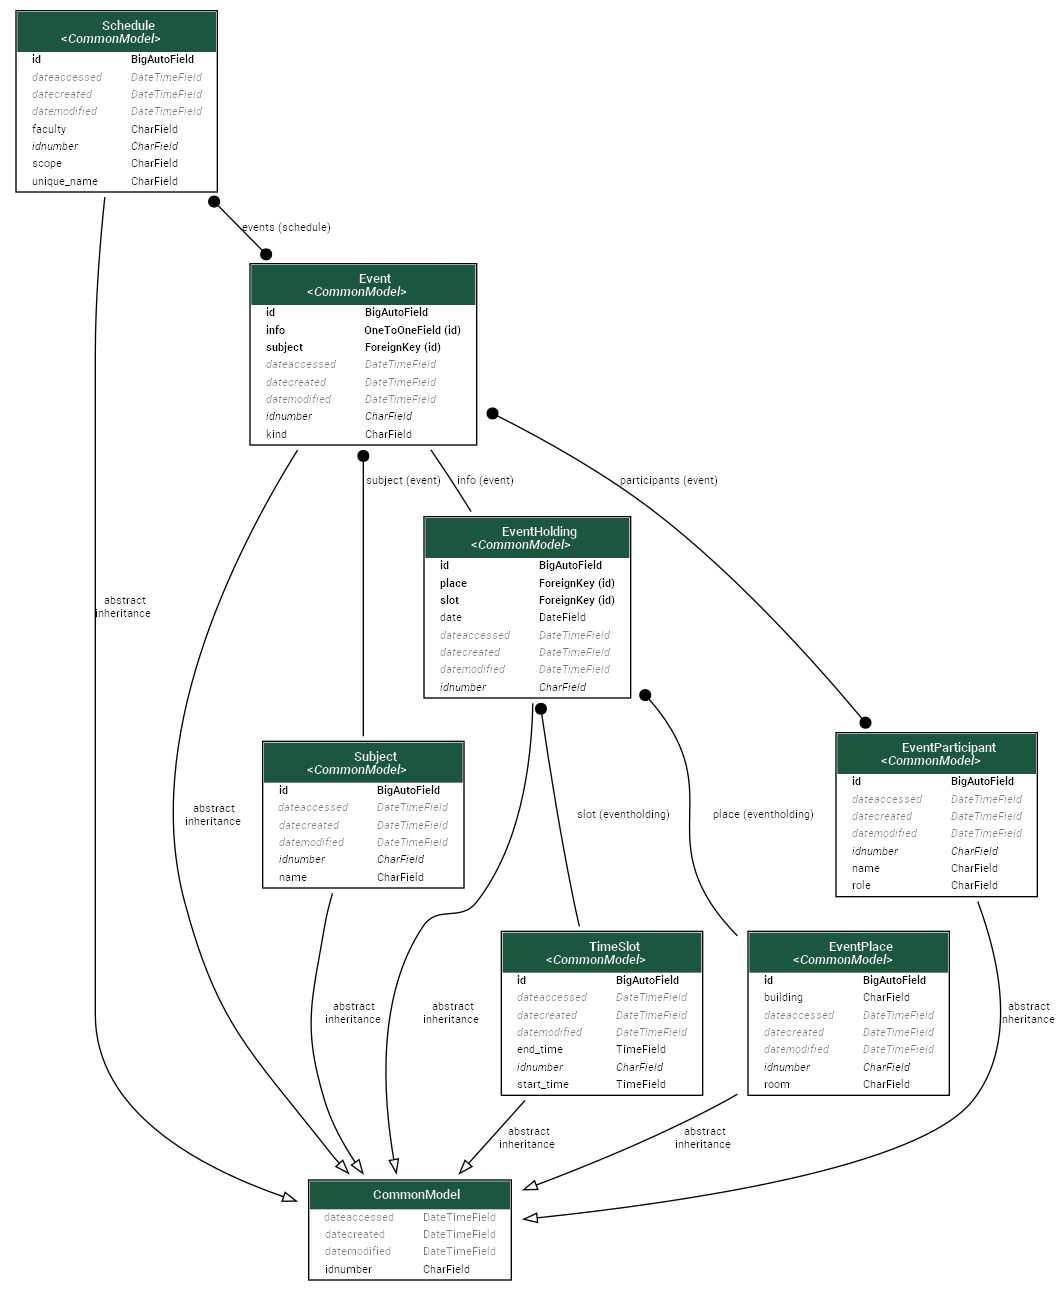 Schedule
<CommonModel>
id BigAutoField
dateaccessed DateTimeField
datecreated DateTimeField
datemodified DateTimeField
faculty CharField
idnumber CharField
scope CharField
unique_name CharField
events (schedule)
Event
<CommonModel>
id BigAutoField
info OneToOneField (id)
subject ForeignKey (id)
dateaccessed DateTimeField
datecreated DateTimeField
datemodified DateTimeField
idnumber CharField
kind CharField
subject (event)
info (event)
participants (event)
EventHolding
<CommonModel>
id BigAutoField
place ForeignKey (id)
slot ForeignKey (id)
date DateField
dateaccessed DateTimeField
datecreated DateTimeField
datemodified DateTimeField
idnumber CharField
abstract
inheritance
Subject
<CommonModel>
id BigAutoField
dateaccessed DateTimeField
datecreated DateTimeField
datemodified DateTimeField
idnumber CharField
name CharField
abstract
inheritance
slot (eventholding)
place (eventholding)
EventParticipant
<CommonModel>
id BigAutoField
dateaccessed DateTimeField
datecreated DateTimeField
datemodified DateTimeField
idnumber CharField
name CharField
role CharField
TimeSlot
<CommonModel>
id BigAutoField
dateaccessed DateTimeField
datecreated DateTimeField
datemodified DateTimeField
end_time TimeField
idnumber CharField
start_time TimeField
EventPlace
<CommonModel>
id BigAutoField
building CharField
dateaccessed DateTimeField
datecreated DateTimeField
datemodified DateTimeField
idnumber CharField
room CharField
abstract
inheritance
abstract
inheritance
abstract
inheritance
abstract
inheritance
abstract
inheritance
CommonModel
dateaccessed DateTimeField
datecreated DateTimeField
datemodified DateTimeField
idnumber CharField